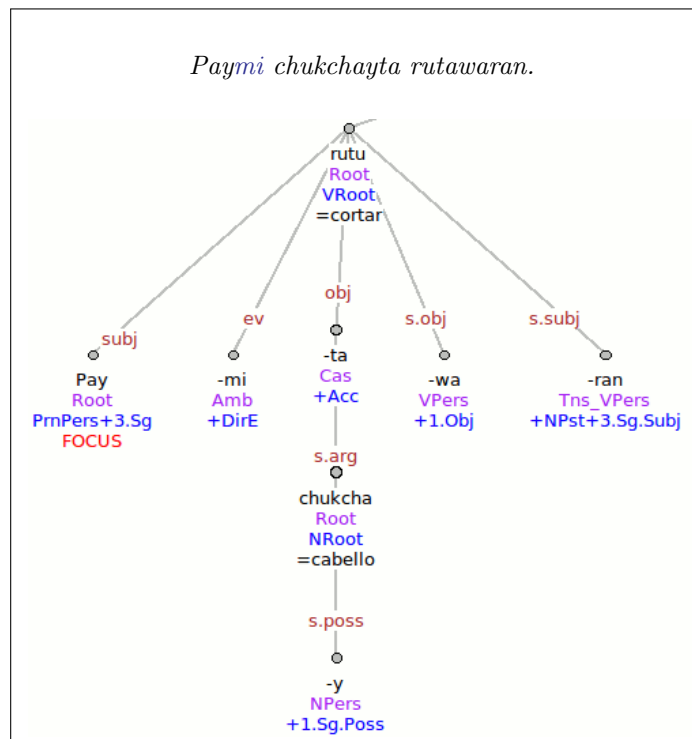 Paymi chukchayta rutawaran.
rutu
Root
VRoot
=cortar
subj
ev
obj
s.obj
s.subj
Pay
Root
PrnPers+3.Sg
FOCUS
-mi
Amb
+DirE
-ta
Cas
+Acc
-wa
VPers
+1.Obj
-ran
Tns_VPers
+NPst+3.Sg.Subj
s.arg
chukcha
Root
NRoot
=cabello
s.poss
-y
NPers
+1.Sg.Poss